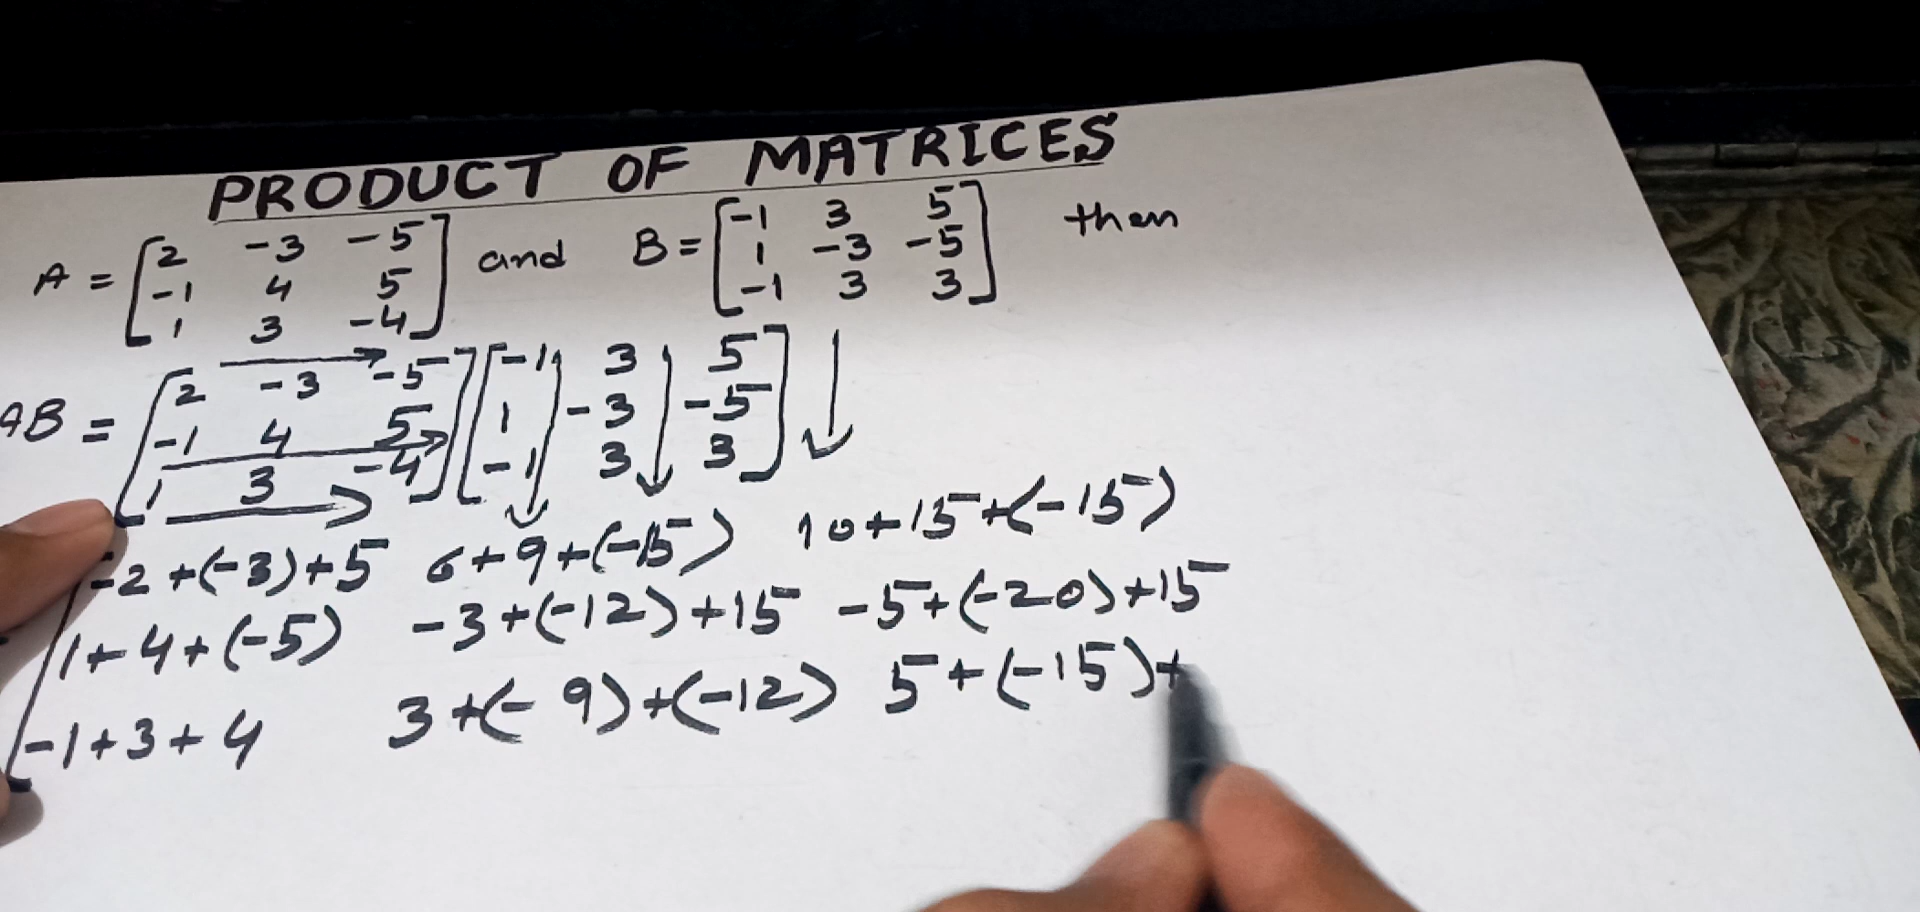 PRODUCT OF MATRICES
A = [2 -3 -5 and B = [-1 3 5 then
-1 4 5 1 -3 -5
1 3 -4] -1 3 3]
AB = [2 -3 -5 [-1 3 5
-1 4 5 1 -3 -5
1 3 -4] -1 3 3]
[-2+(-3)+5 6+9+(-15) 10+15+(-15)
1+4+(-5) -3+(-12)+15 -5+(-20)+15
-1+3+4 3+(-9)+(-12) 5+(-15)+